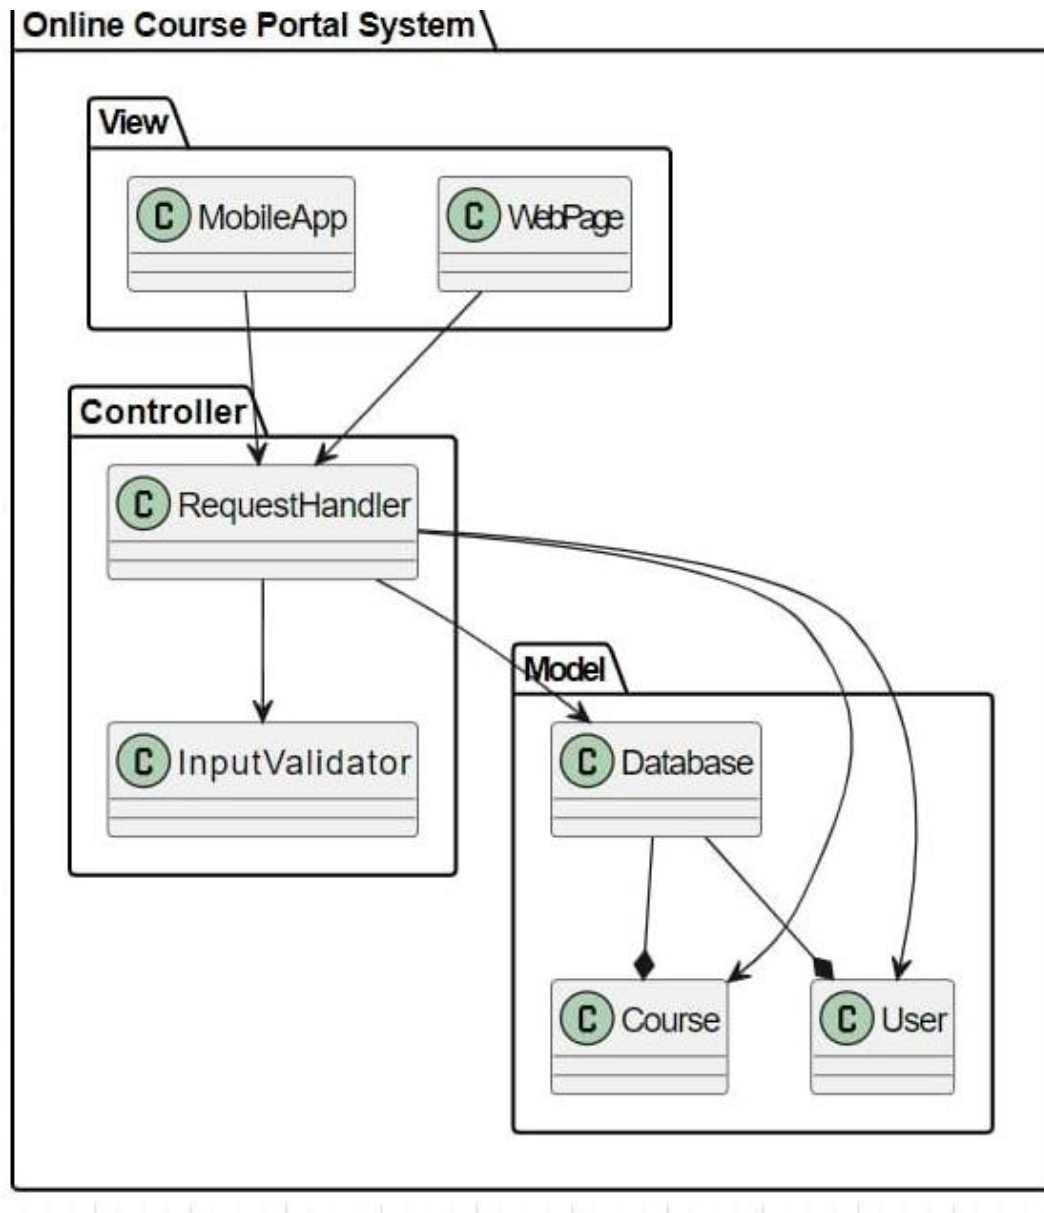 Online Course Portal System
View
C MobileApp
C WebPage
Controller
C RequestHandler
Model
C InputValidator
C Database
C Course
C User